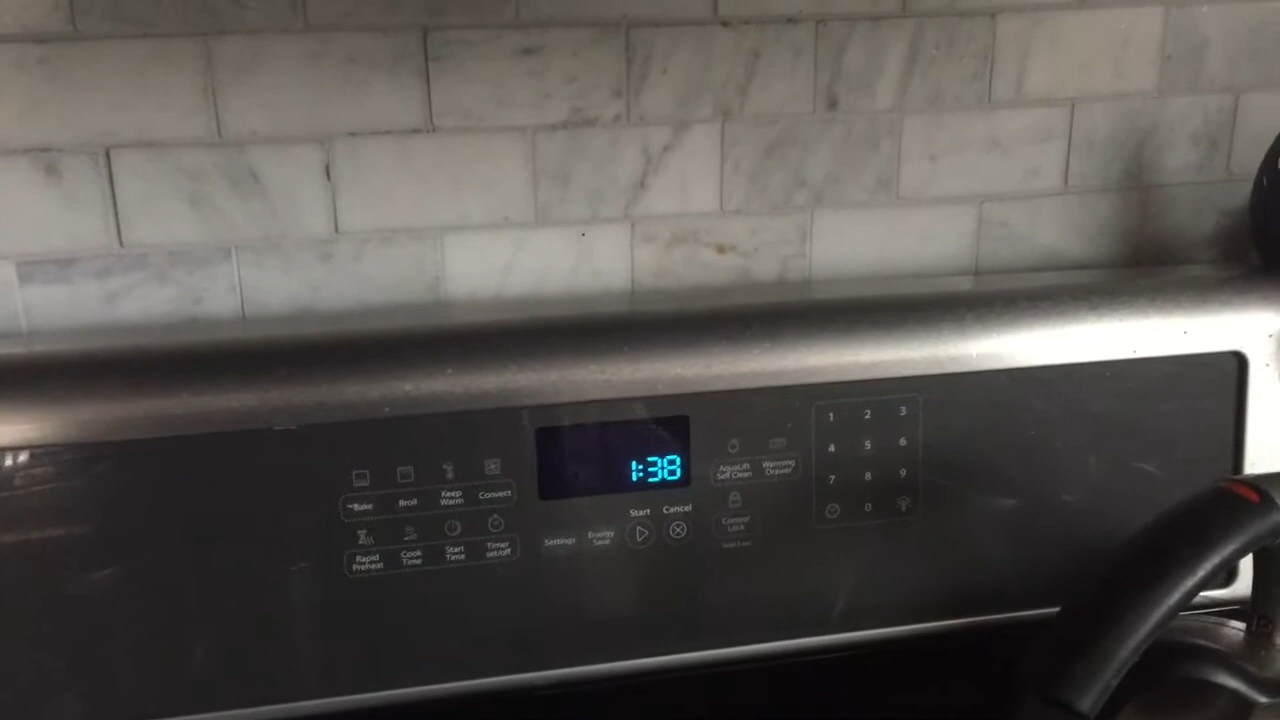 1:38
Bake Broil Keep Warm Convect
Rapid Preheat Cook Time Start Time Timer set/off
Settings Energy Save Start Cancel
AquaLift Self Clean Warming Drawer
Control Lock
1 2 3
4 5 6
7 8 9
0